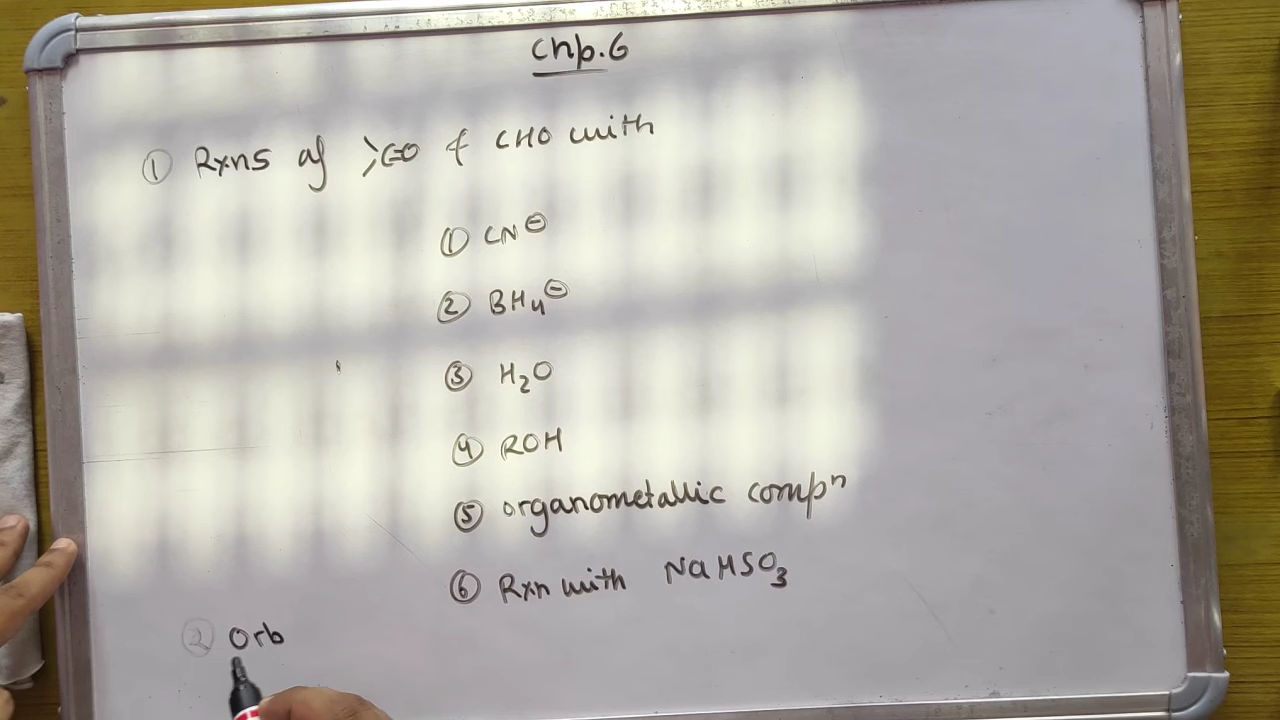 Chp.6
① Rxns of >C=O & CHO with
① CN⊖
② BH₄⊖
③ H₂O
④ ROH
⑤ organometallic compⁿ
⑥ Rxn with NaHSO₃
② Orb